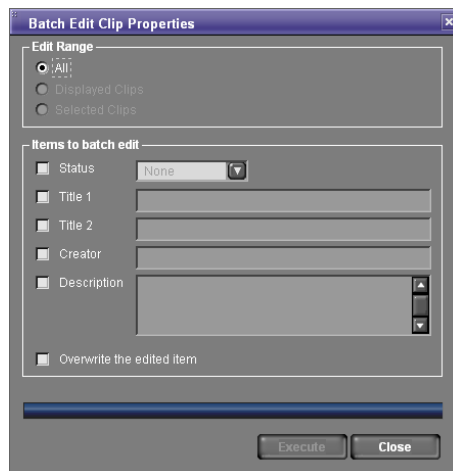 Batch Edit Clip Properties
Edit Range
All
Displayed Clips
Selected Clips
Items to batch edit
Status None
Title 1
Title 2
Creator
Description
Overwrite the edited item
Execute Close